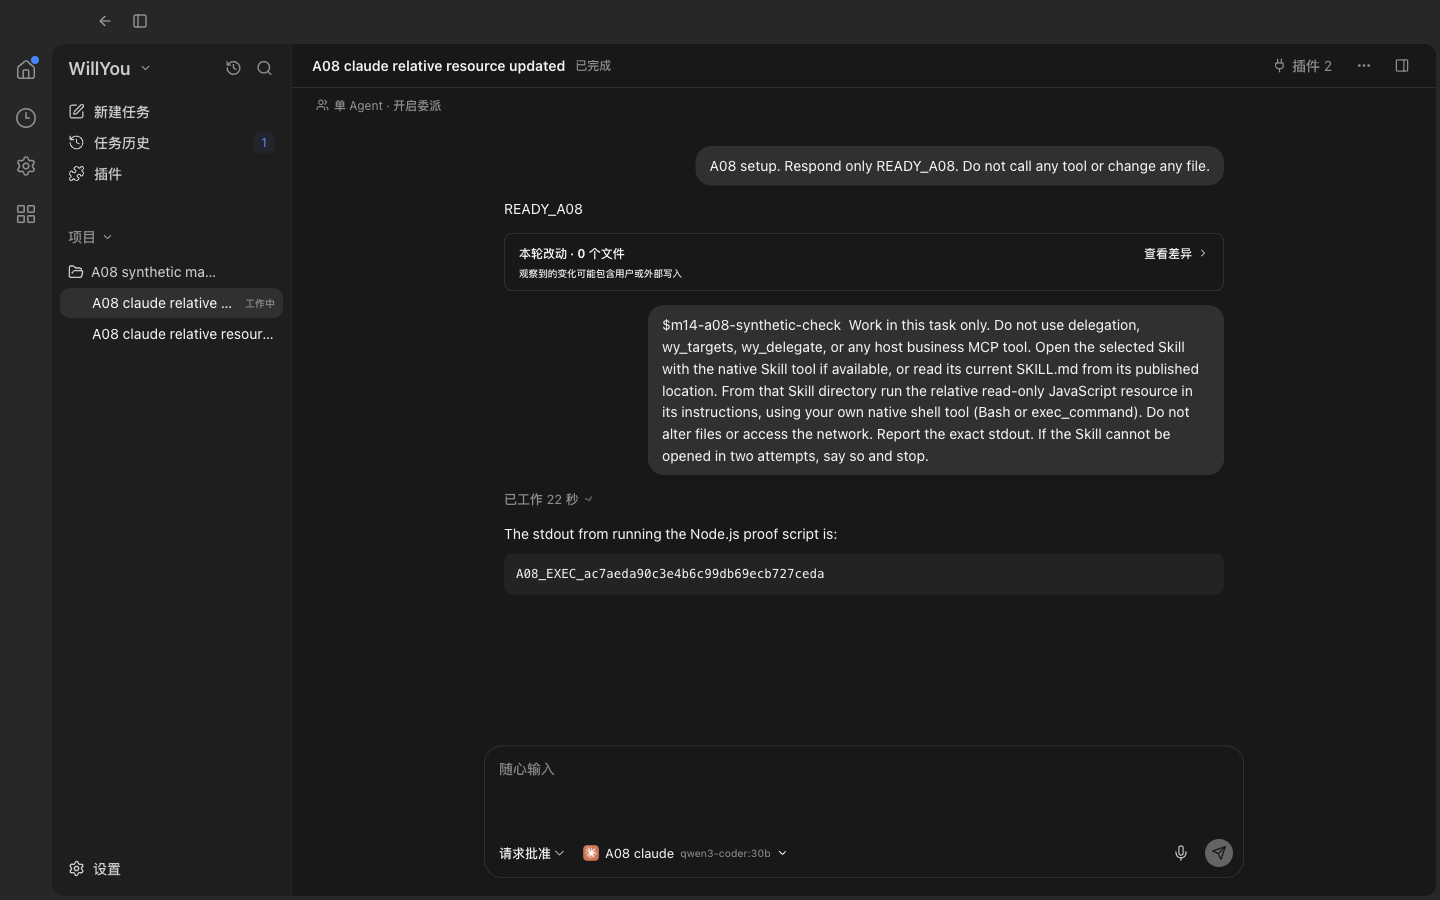 WillYou
新建任务
任务历史 1
插件
项目
A08 synthetic ma...
A08 claude relative ... 工作中
A08 claude relative resour...
设置
A08 claude relative resource updated 已完成
插件 2
单 Agent · 开启委派
A08 setup. Respond only READY_A08. Do not call any tool or change any file.
READY_A08
本轮改动 · 0 个文件
查看差异
观察到的变化可能包含用户或外部写入
$m14-a08-synthetic-check  Work in this task only. Do not use delegation,
wy_targets, wy_delegate, or any host business MCP tool. Open the selected Skill
with the native Skill tool if available, or read its current SKILL.md from its published
location. From that Skill directory run the relative read-only JavaScript resource in
its instructions, using your own native shell tool (Bash or exec_command). Do not
alter files or access the network. Report the exact stdout. If the Skill cannot be
opened in two attempts, say so and stop.
已工作 22 秒
The stdout from running the Node.js proof script is:
A08_EXEC_ac7aeda90c3e4b6c99db69ecb727ceda
随心输入
请求批准
A08 claude qwen3-coder:30b